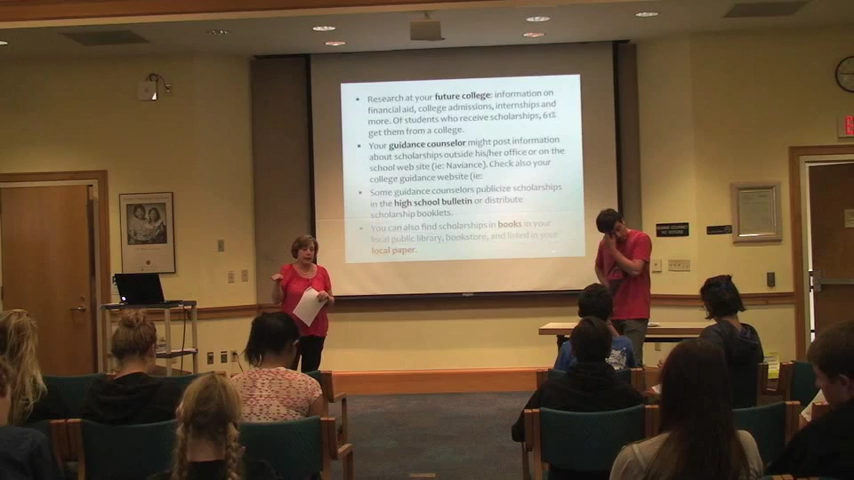 • Research at your future college: information on
financial aid, college admissions, internships and
more. Of students who receive scholarships, 61%
get them from a college.
• Your guidance counselor might post information
about scholarships outside his/her office or on the
school web site (ie: Naviance). Check also your
college guidance website (ie:
• Some guidance counselors publicize scholarships
in the high school bulletin or distribute
scholarship booklets.
• You can also find scholarships in books in your
local public library, bookstore, and listed in your
local paper.